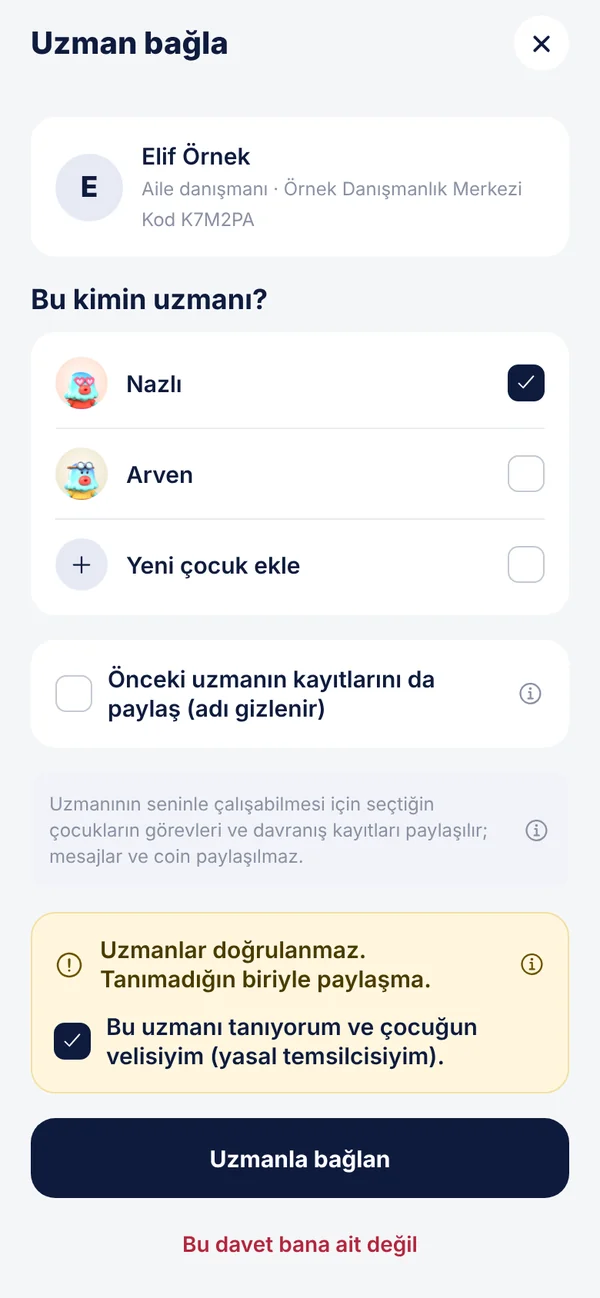 Uzman bağla
E
Elif Örnek
Aile danışmanı · Örnek Danışmanlık Merkezi
Kod K7M2PA
Bu kimin uzmanı?
Nazlı
Arven
Yeni çocuk ekle
Önceki uzmanın kayıtlarını da
paylaş (adı gizlenir)
Uzmanının seninle çalışabilmesi için seçtiğin
çocukların görevleri ve davranış kayıtları paylaşılır;
mesajlar ve coin paylaşılmaz.
Uzmanlar doğrulanmaz.
Tanımadığın biriyle paylaşma.
Bu uzmanı tanıyorum ve çocuğun
velisiyim (yasal temsilcisiyim).
Uzmanla bağlan
Bu davet bana ait değil